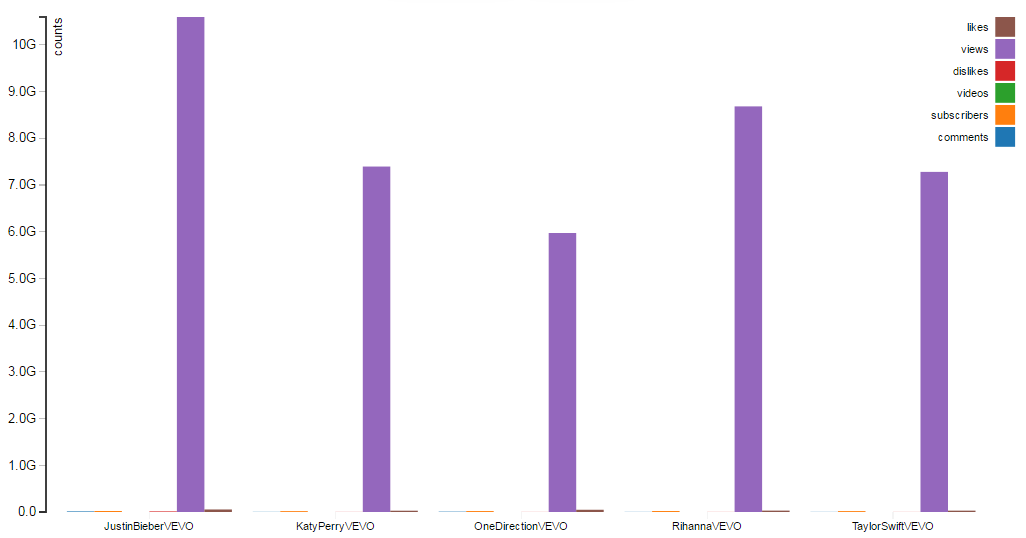 counts
10G
9.0G
8.0G
7.0G
6.0G
5.0G
4.0G
3.0G
2.0G
1.0G
0.0
JustinBieberVEVO
KatyPerryVEVO
OneDirectionVEVO
RihannaVEVO
TaylorSwiftVEVO
likes
views
dislikes
videos
subscribers
comments